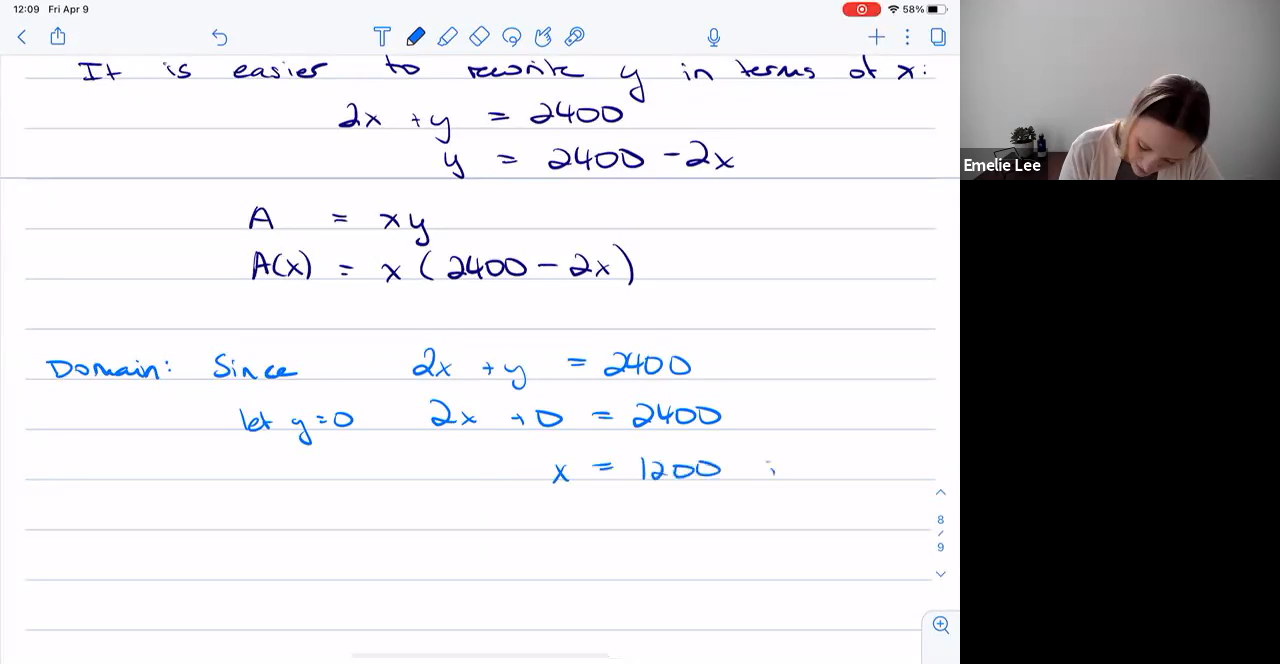 12:09 Fri Apr 9
58%
It is easier to rewrite y in terms of x:
2x + y = 2400
y = 2400 - 2x
A = xy
A(x) = x(2400 - 2x)
Domain: Since 2x + y = 2400
let y=0 2x + 0 = 2400
x = 1200
8/9
Emelie Lee